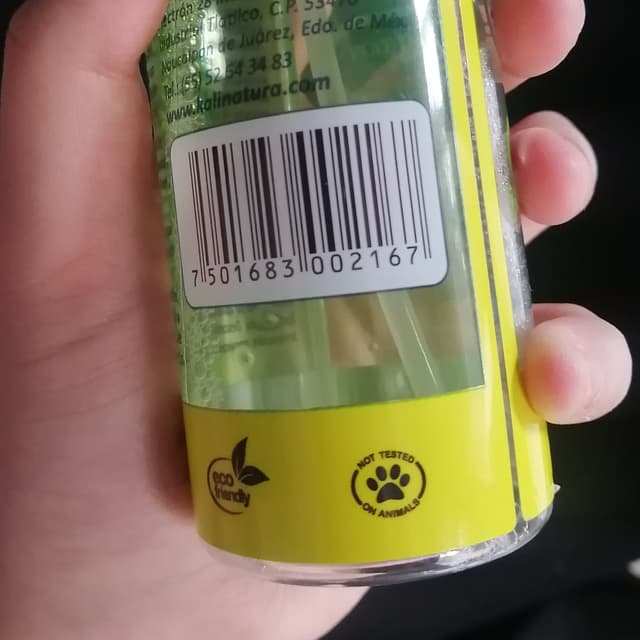 Industrial Tlatilco, C.P. 53470
Naucalpan de Juárez, Edo. de Méx.
Tel.: (55) 52 64 34 83
www.kalinatura.com
7 501683 002167
eco
friendly
NOT TESTED
ON ANIMALS